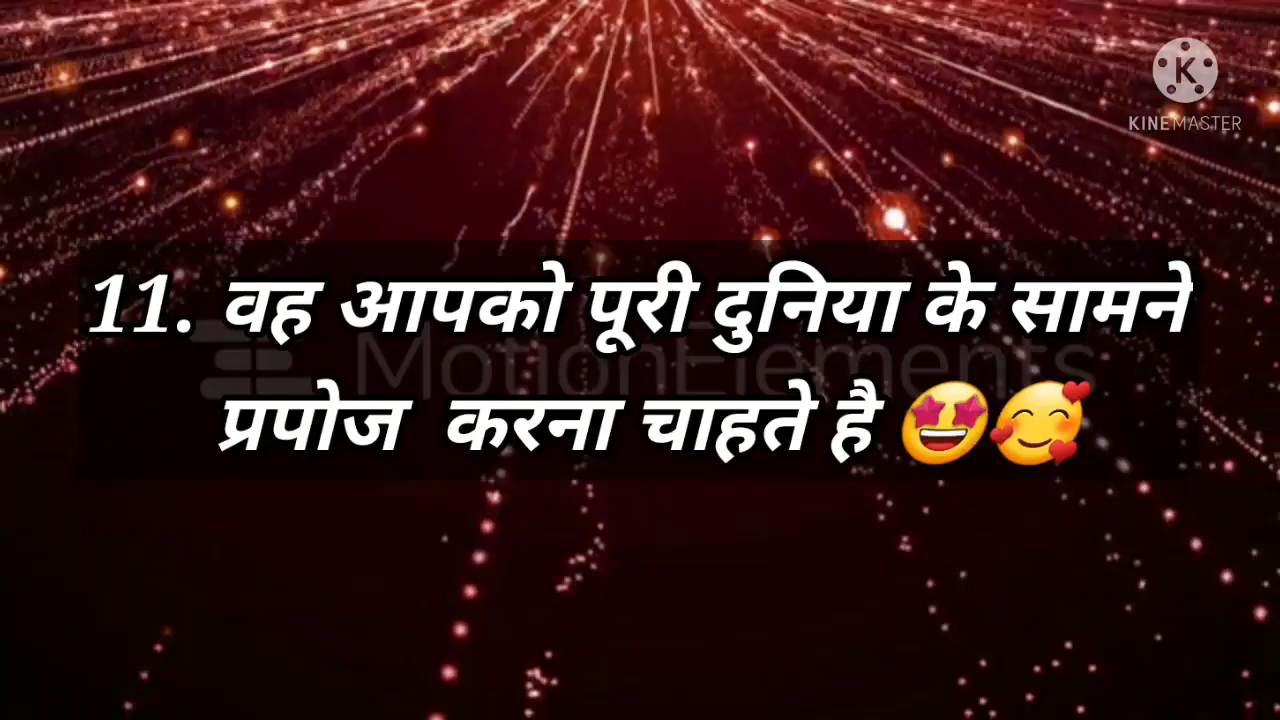 KINEMASTER
11. वह आपको पूरी दुनिया के सामने
MotionElements
प्रपोज करना चाहते है 🤩🥰